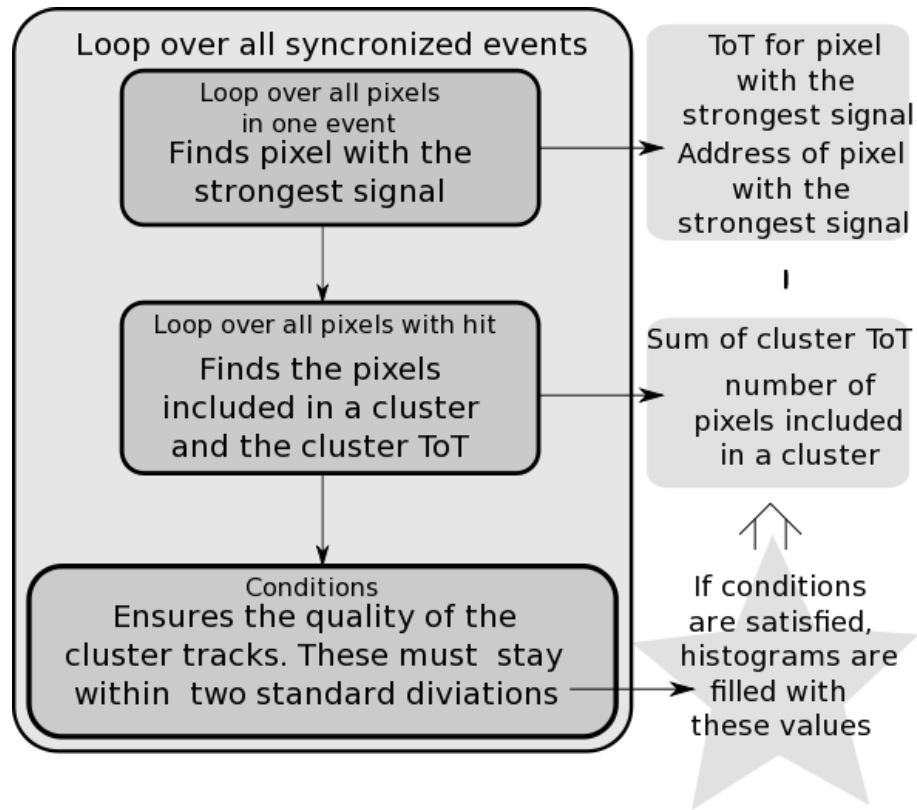 Loop over all syncronized events
Loop over all pixels
in one event
Finds pixel with the
strongest signal
ToT for pixel
with the
strongest signal
Address of pixel
with the
strongest signal
Loop over all pixels with hit
Finds the pixels
included in a cluster
and the cluster ToT
Sum of cluster ToT
number of
pixels included
in a cluster
Conditions
Ensures the quality of the
cluster tracks. These must stay
within two standard diviations
If conditions
are satisfied,
histograms are
filled with
these values